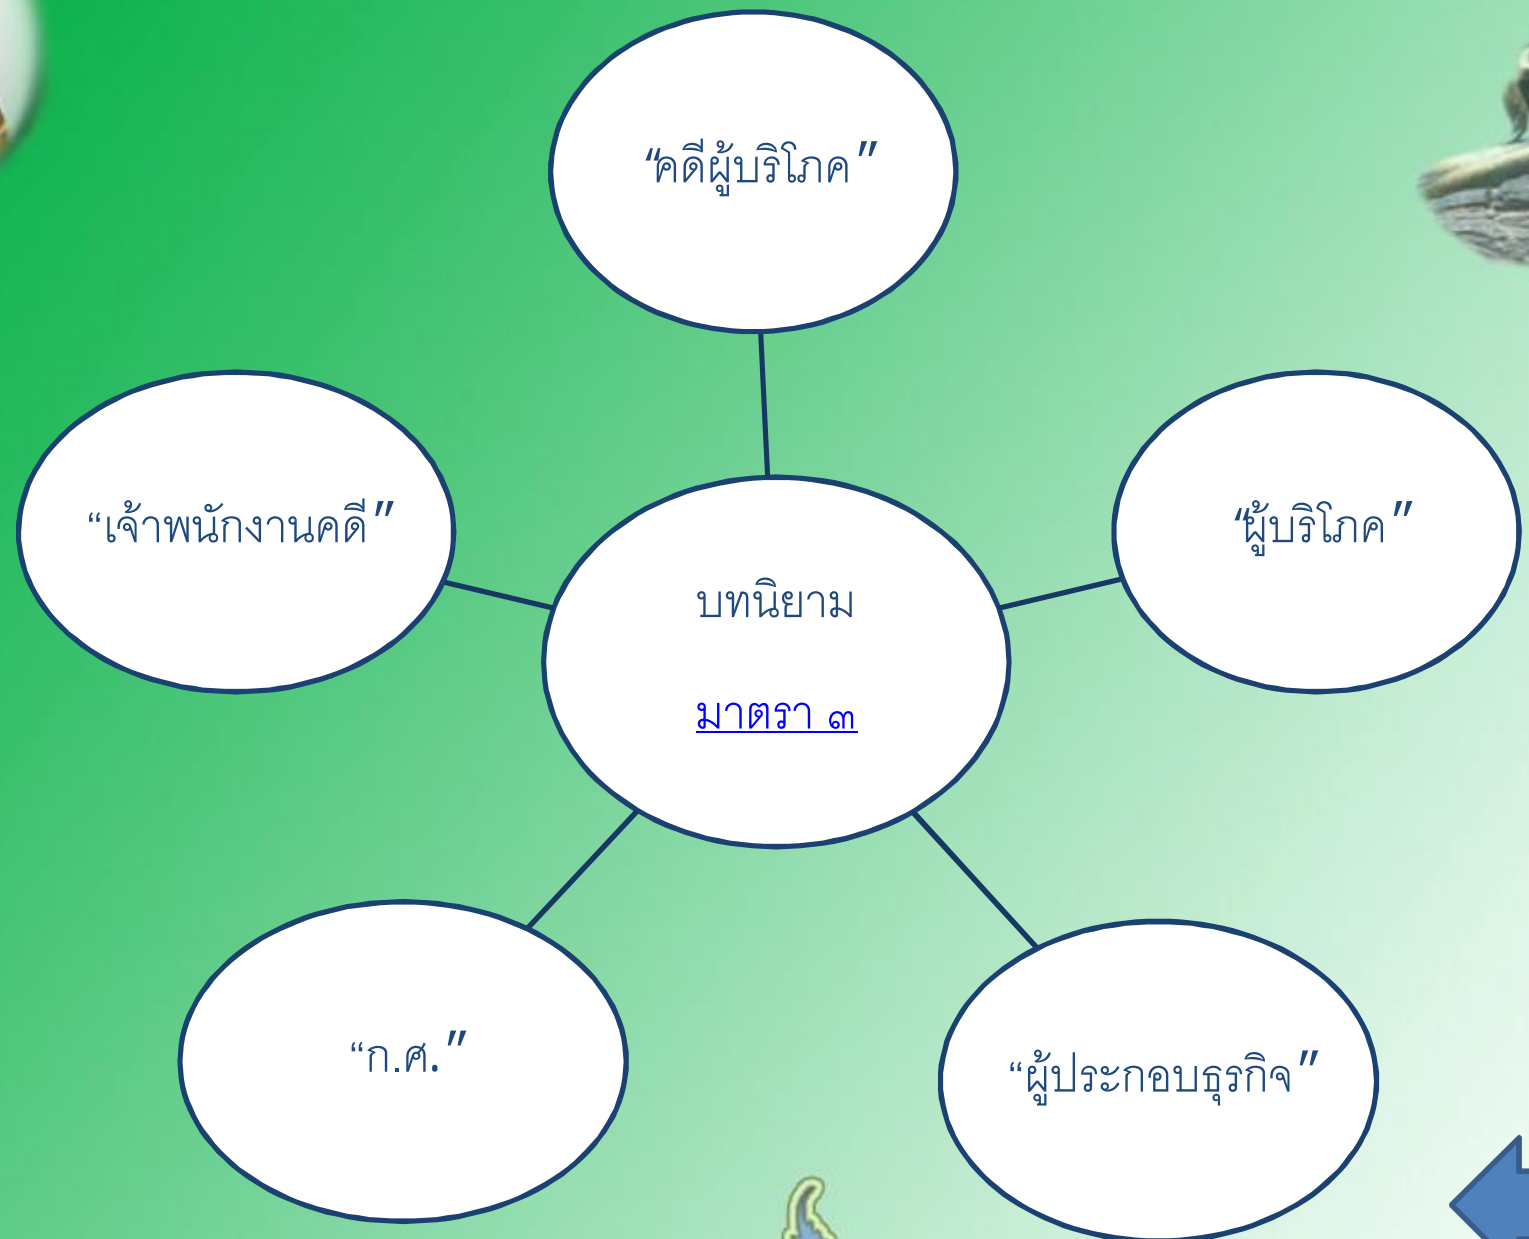 “คดีผู้บริโภค”
“เจ้าพนักงานคดี”
“ผู้บริโภค”
บทนิยาม
มาตรา ๓
“ก.ศ.”
“ผู้ประกอบธุรกิจ”